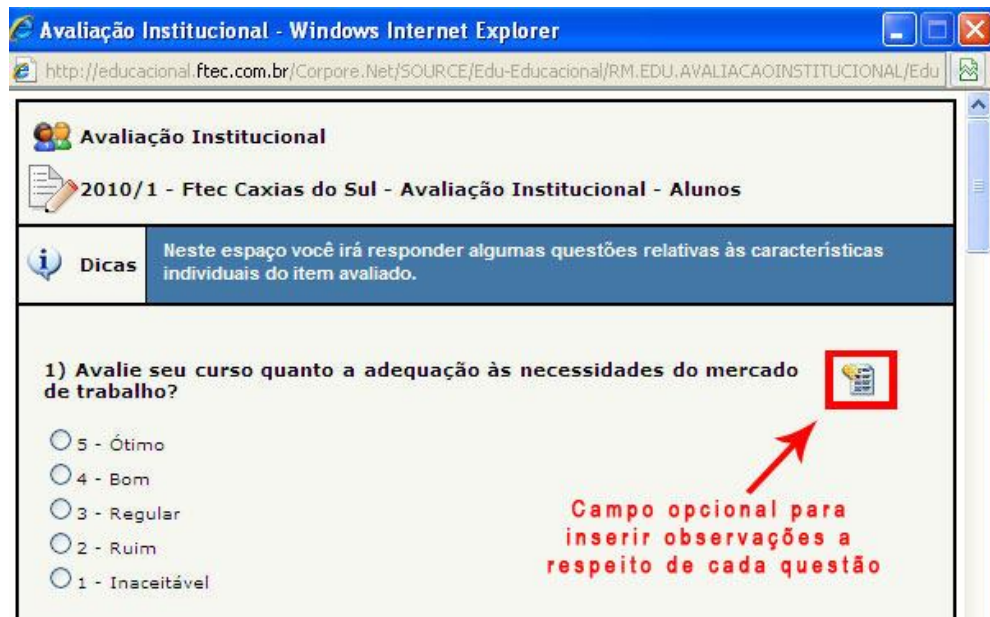 Avaliação Institucional - Windows Internet Explorer
http://educacional.ftec.com.br/Corpore.Net/SOURCE/Edu-Educacional/RM.EDU.AVALIACAOINSTITUCIONAL/Edu
Avaliação Institucional
2010/1 - Ftec Caxias do Sul - Avaliação Institucional - Alunos
Dicas
Neste espaço você irá responder algumas questões relativas às características
individuais do item avaliado.
1) Avalie seu curso quanto a adequação às necessidades do mercado
de trabalho?
5 - Ótimo
4 - Bom
3 - Regular
2 - Ruim
1 - Inaceitável
Campo opcional para
inserir observações a
respeito de cada questão